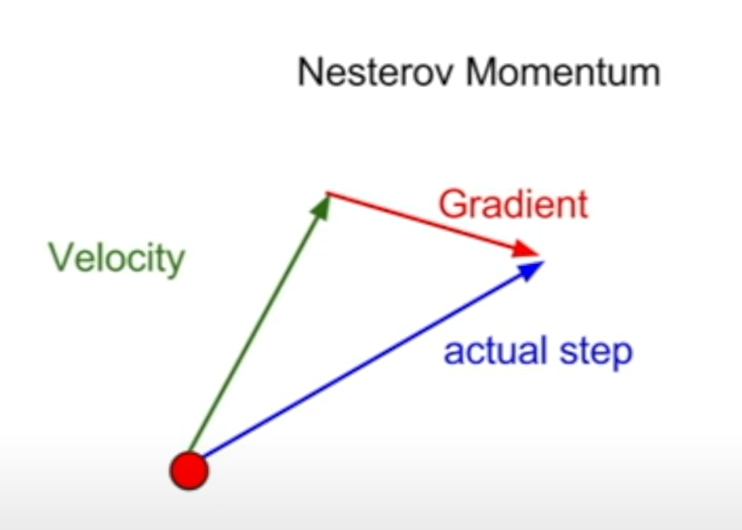 Nesterov Momentum
Gradient
Velocity
actual step